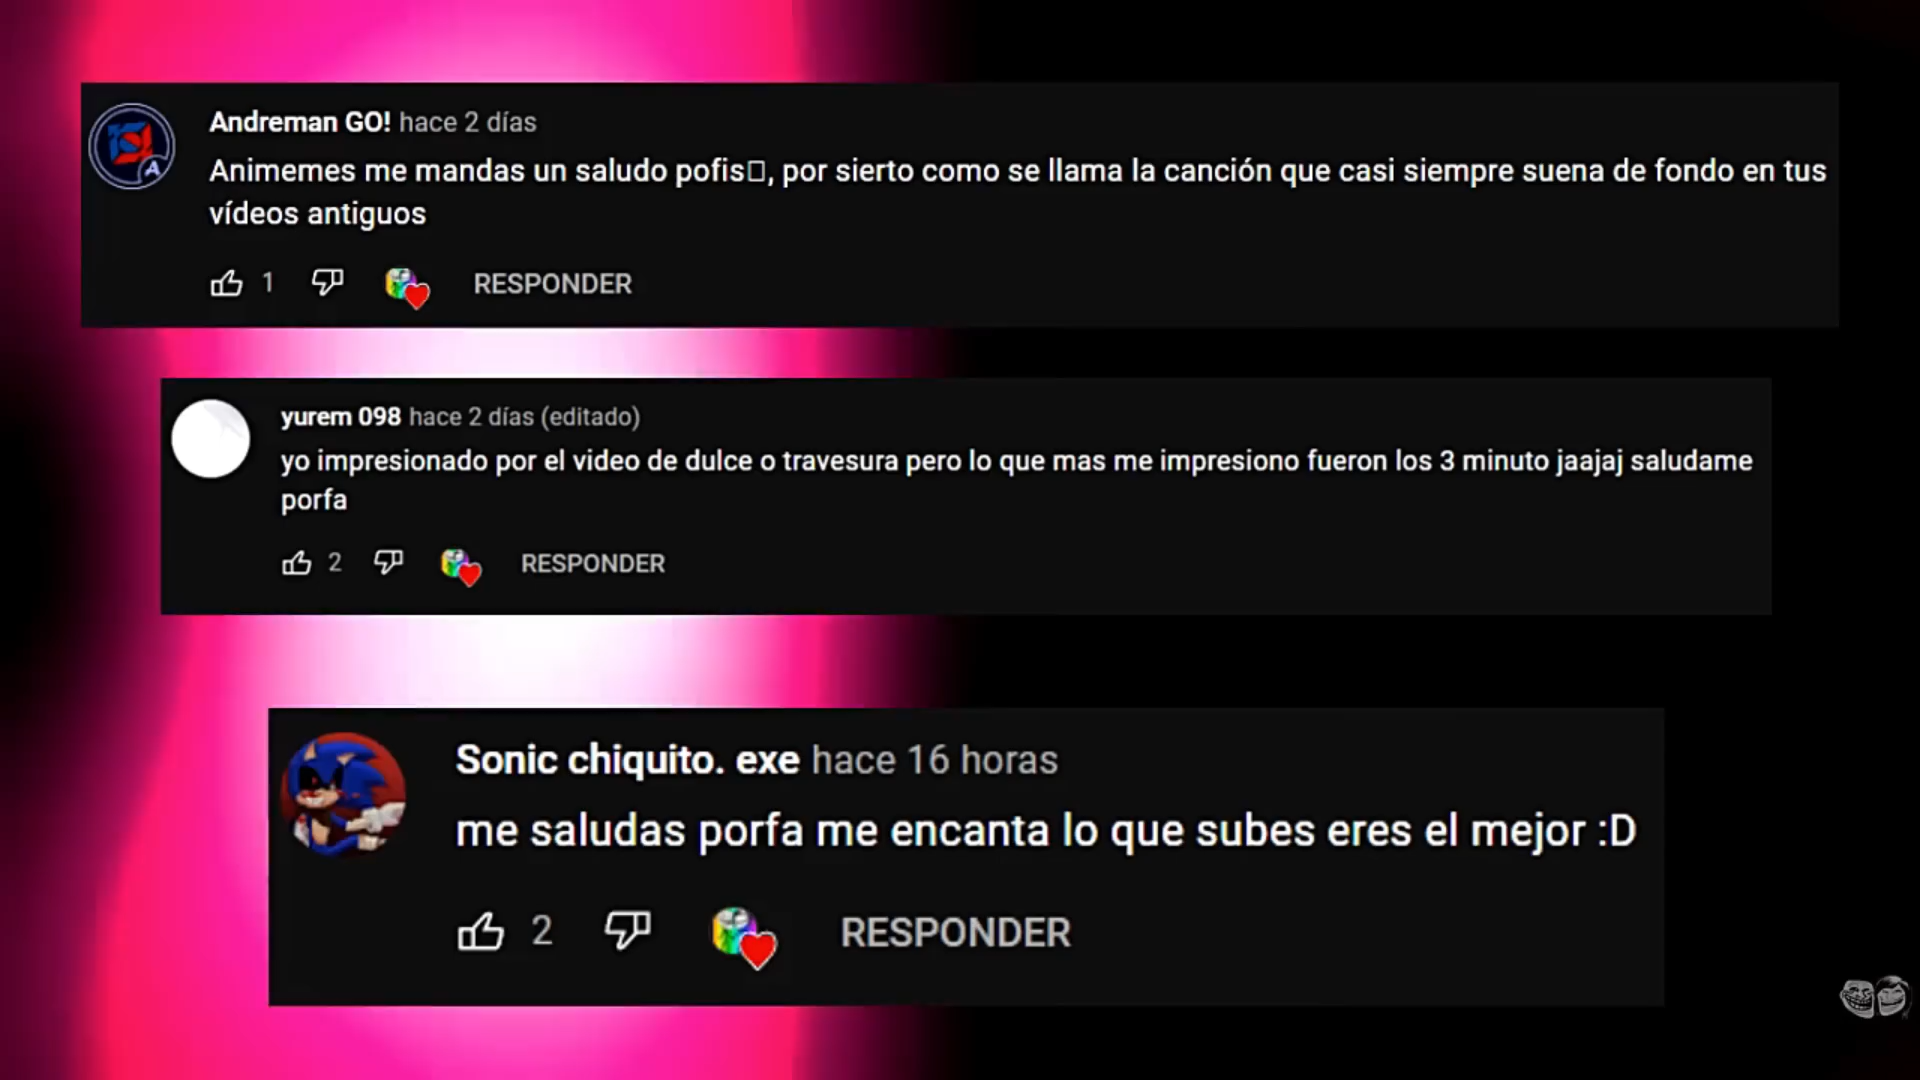 Andreman GO! hace 2 días
Animemes me mandas un saludo pofis▯, por sierto como se llama la canción que casi siempre suena de fondo en tus
vídeos antiguos
1 RESPONDER
yurem 098 hace 2 días (editado)
yo impresionado por el video de dulce o travesura pero lo que mas me impresiono fueron los 3 minuto jaajaj saludame
porfa
2 RESPONDER
Sonic chiquito. exe hace 16 horas
me saludas porfa me encanta lo que subes eres el mejor :D
2 RESPONDER
A